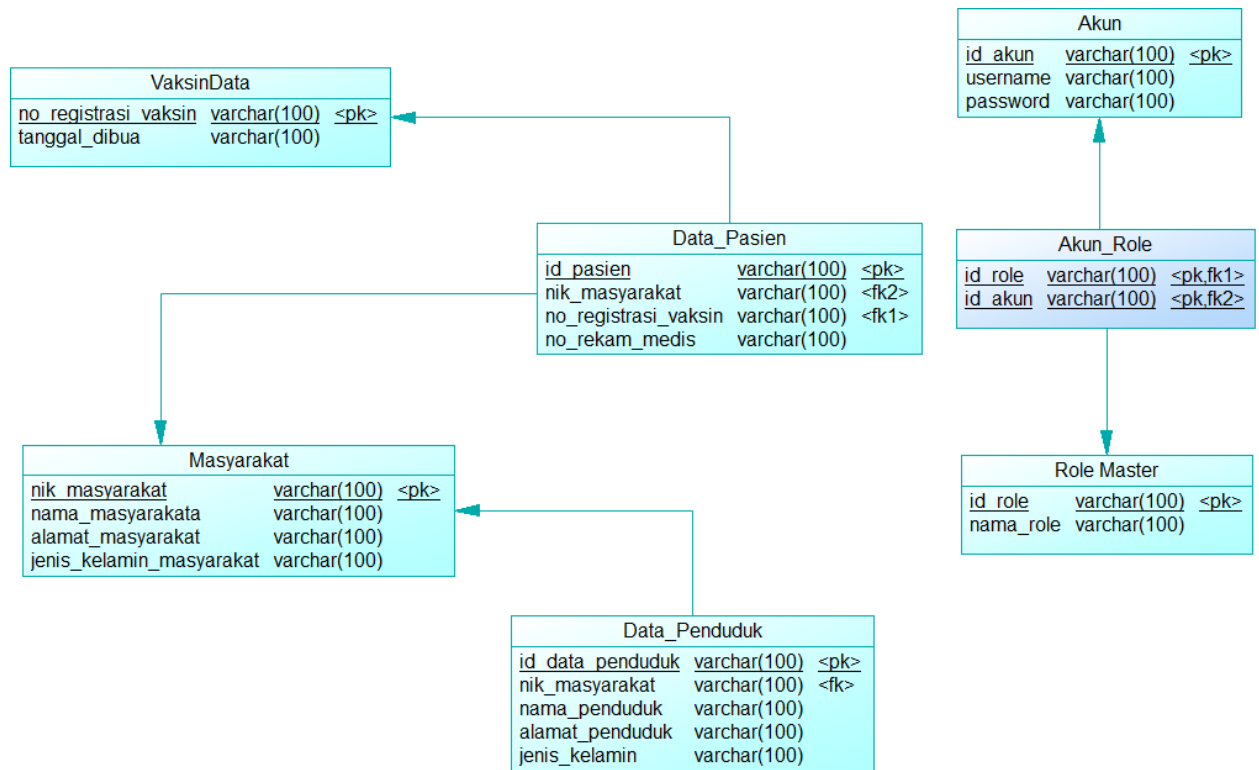 VaksinData
no_registrasi_vaksin varchar(100) <pk>
tanggal_dibua varchar(100)
Akun
id_akun varchar(100) <pk>
username varchar(100)
password varchar(100)
Data_Pasien
id_pasien varchar(100) <pk>
nik_masyarakat varchar(100) <fk2>
no_registrasi_vaksin varchar(100) <fk1>
no_rekam_medis varchar(100)
Akun_Role
id_role varchar(100) <pk,fk1>
id_akun varchar(100) <pk,fk2>
Masyarakat
nik_masyarakat varchar(100) <pk>
nama_masyarakata varchar(100)
alamat_masyarakat varchar(100)
jenis_kelamin_masyarakat varchar(100)
Role Master
id_role varchar(100) <pk>
nama_role varchar(100)
Data_Penduduk
id_data_penduduk varchar(100) <pk>
nik_masyarakat varchar(100) <fk>
nama_penduduk varchar(100)
alamat_penduduk varchar(100)
jenis_kelamin varchar(100)